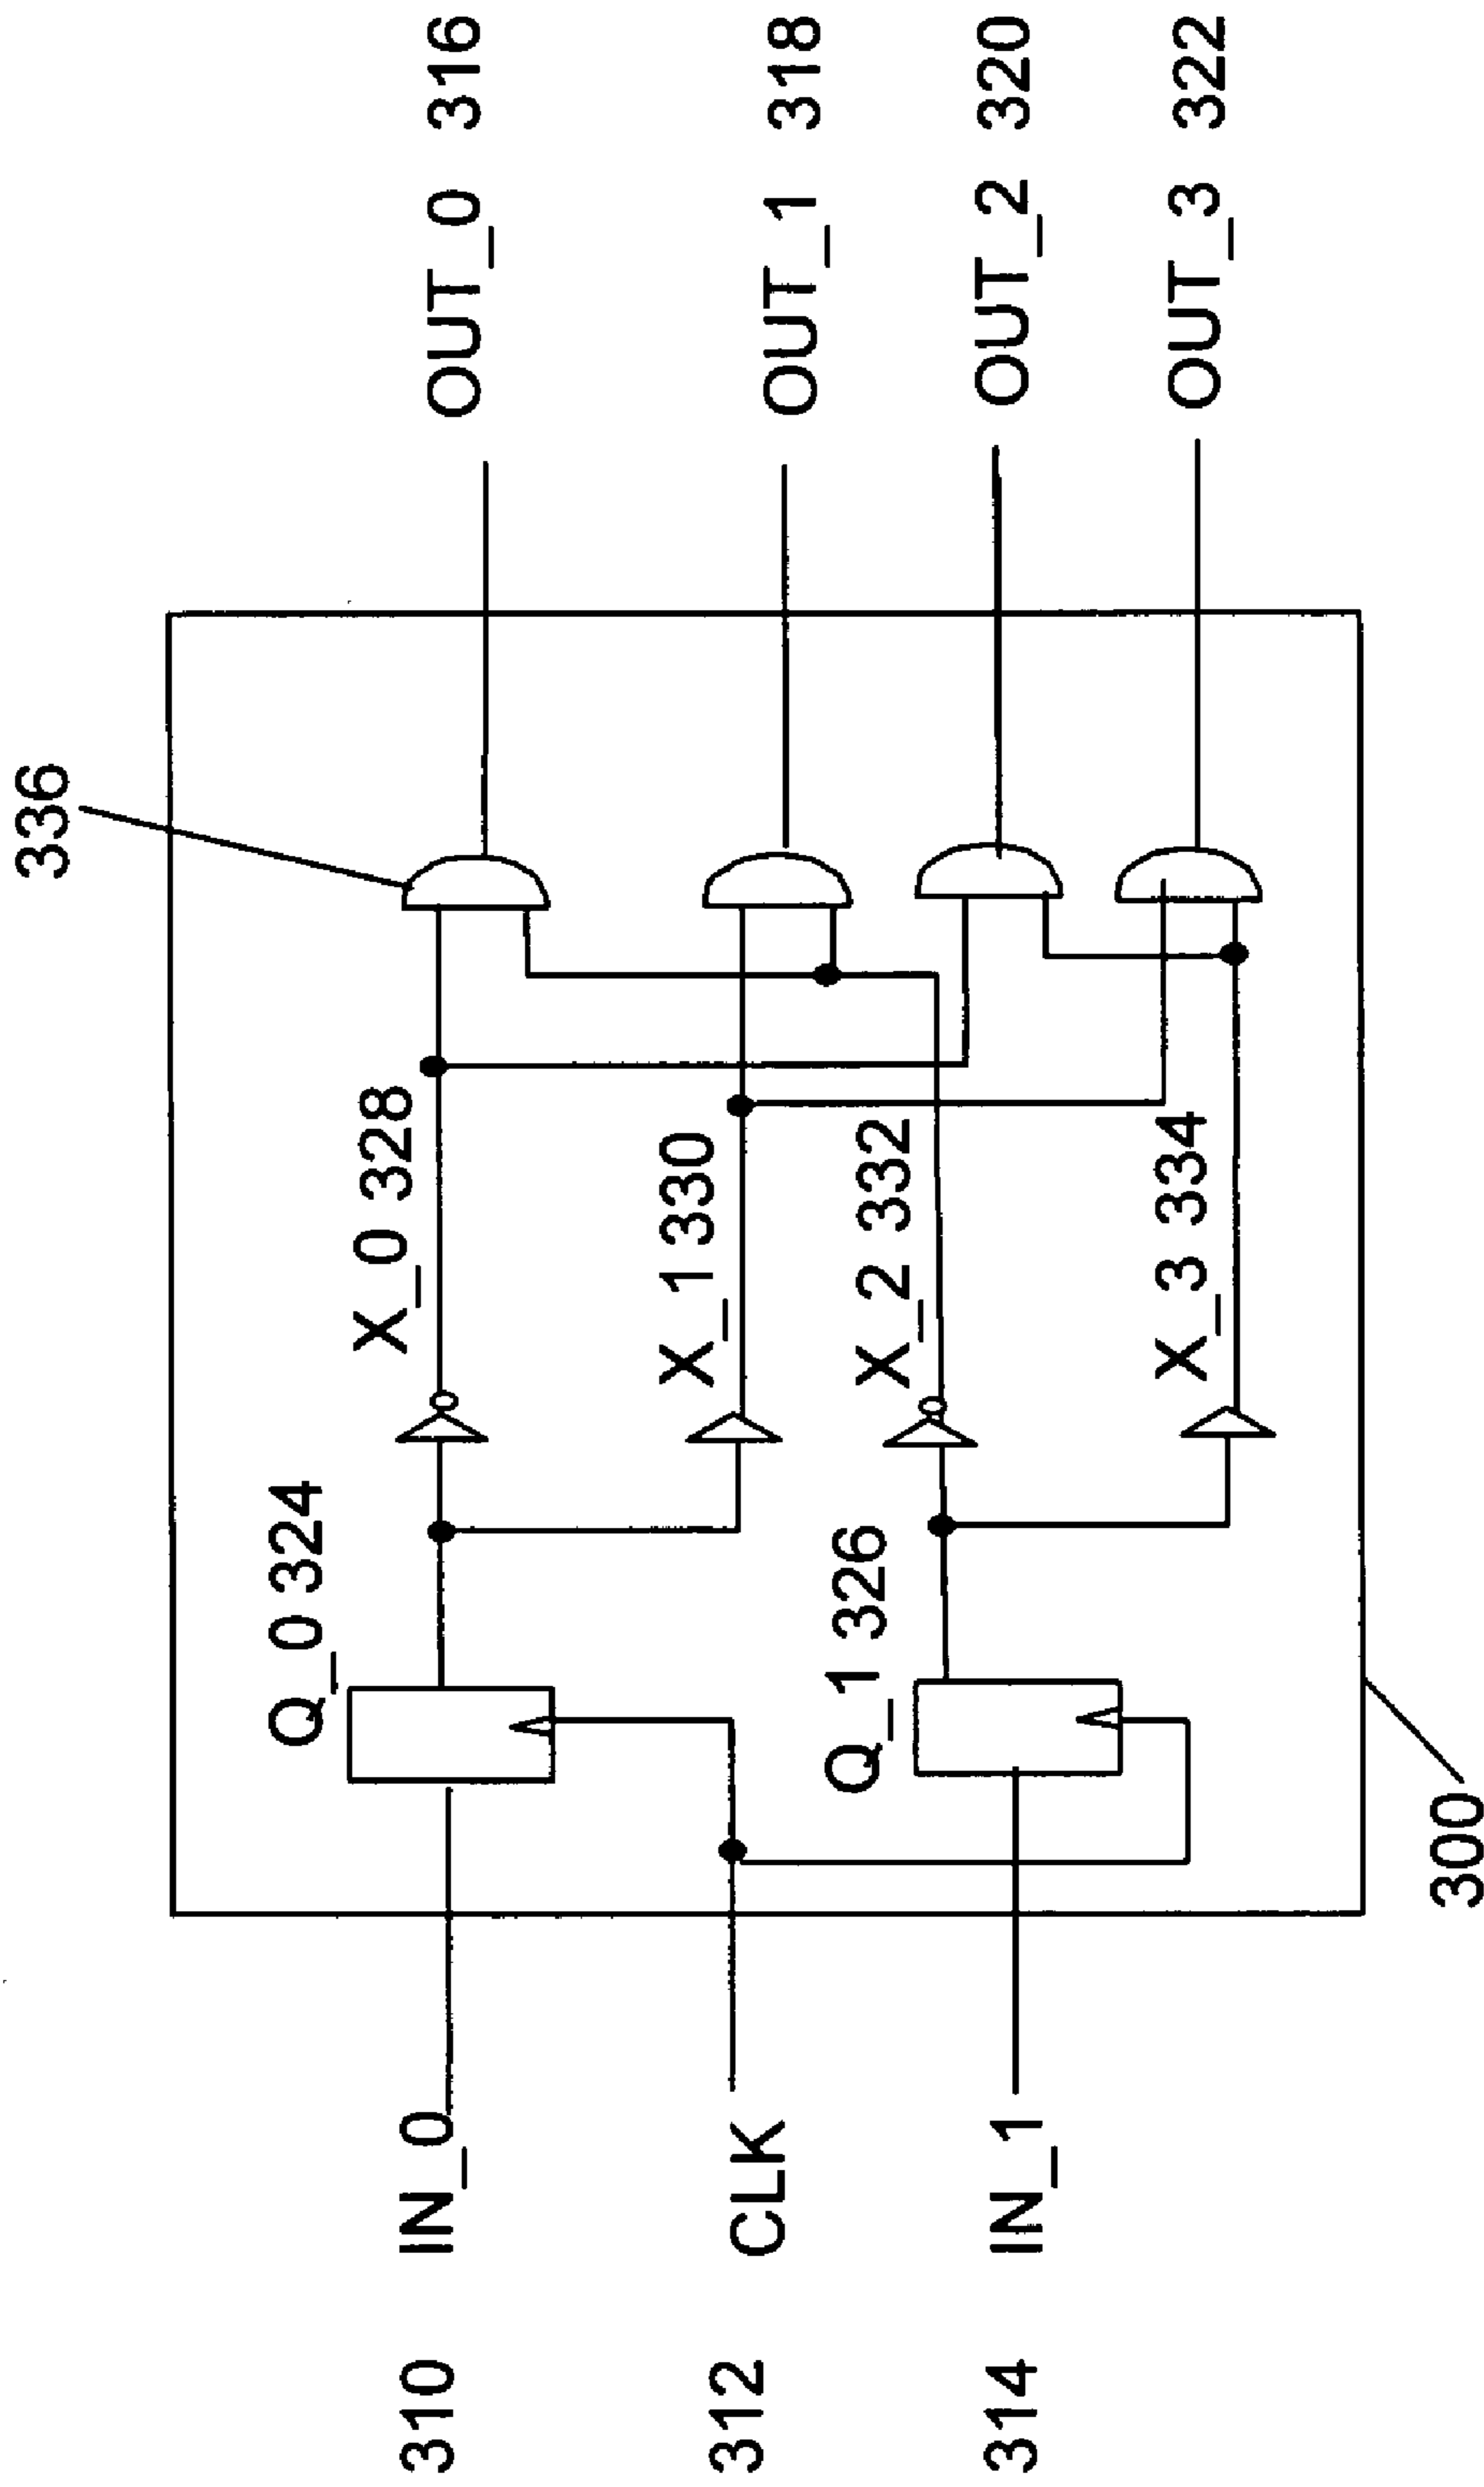 336
310 IN_0
Q_0 324
X_0 328
OUT_0 316
312 CLK
X_1 330
OUT_1 318
314 IN_1
Q_1 326
X_2 332
OUT_2 320
X_3 334
OUT_3 322
300